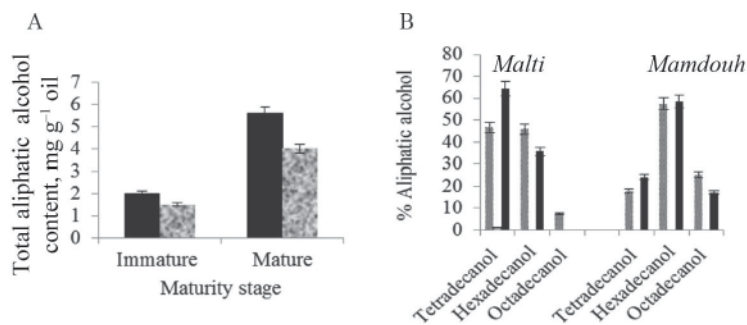 A
Total aliphatic alcohol
content, mg g⁻¹ oil
7
6
5
4
3
2
1
0
Immature
Mature
Maturity stage
B
% Aliphatic alcohol
80
70
60
50
40
30
20
10
0
Malti
Mamdouh
Tetradecanol
Hexadecanol
Octadecanol
Tetradecanol
Hexadecanol
Octadecanol